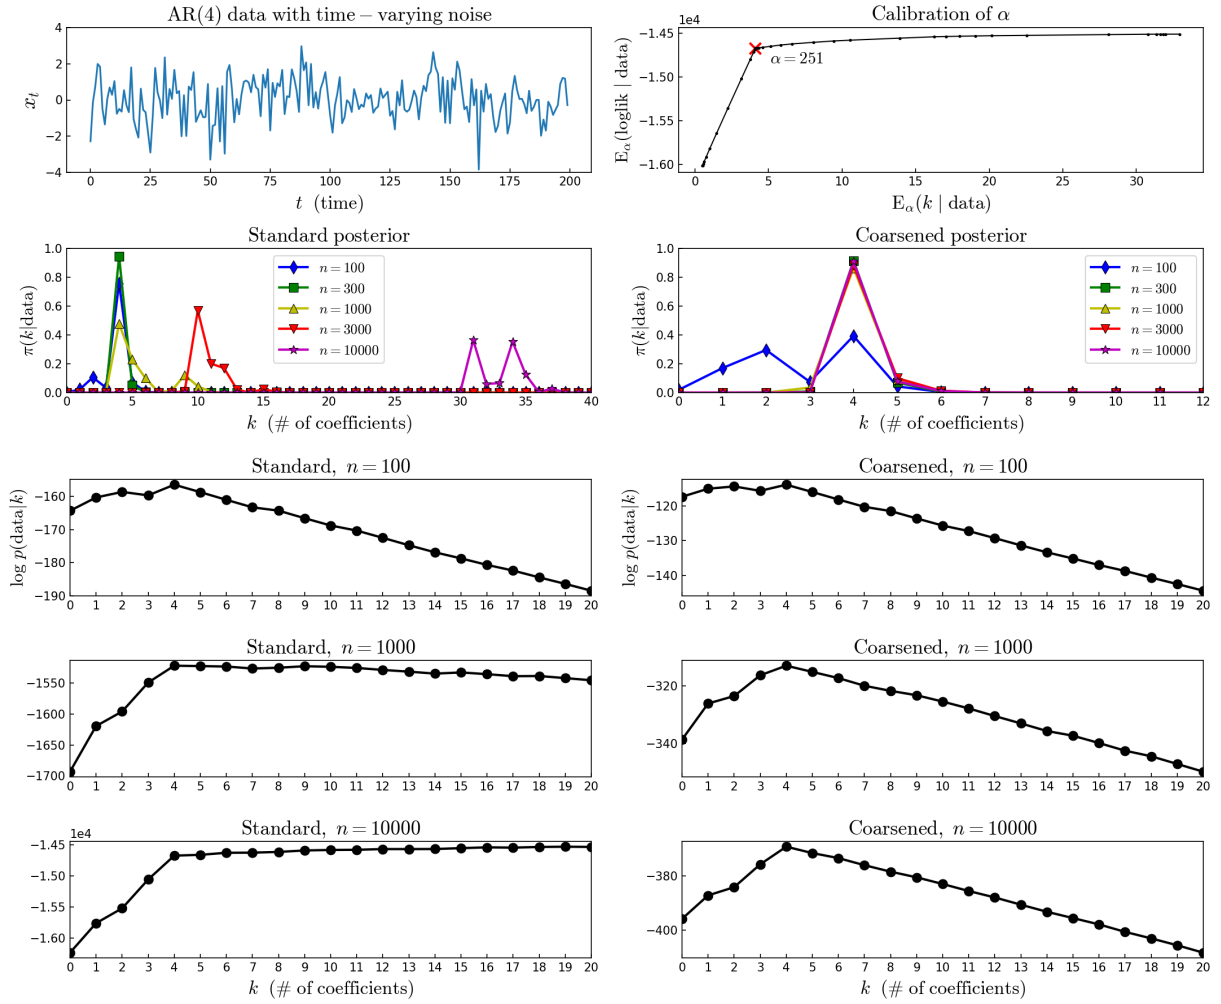 AR(4) data with time − varying noise
4
2
0
−2
−4
x_t
0 25 50 75 100 125 150 175 200
t (time)
Calibration of α
1e4
−1.45
−1.50
−1.55
−1.60
E_α(loglik | data)
α = 251
0 5 10 15 20 25 30
E_α(k | data)
Standard posterior
1.0
0.8
0.6
0.4
0.2
0.0
π(k|data)
n = 100
n = 300
n = 1000
n = 3000
n = 10000
0 5 10 15 20 25 30 35 40
k (# of coefficients)
Coarsened posterior
1.0
0.8
0.6
0.4
0.2
0.0
π(k|data)
n = 100
n = 300
n = 1000
n = 3000
n = 10000
0 1 2 3 4 5 6 7 8 9 10 11 12
k (# of coefficients)
Standard, n = 100
−160
−170
−180
−190
log p(data|k)
0 1 2 3 4 5 6 7 8 9 10 11 12 13 14 15 16 17 18 19 20
Coarsened, n = 100
−120
−130
−140
log p(data|k)
0 1 2 3 4 5 6 7 8 9 10 11 12 13 14 15 16 17 18 19 20
Standard, n = 1000
−1550
−1600
−1650
−1700
0 1 2 3 4 5 6 7 8 9 10 11 12 13 14 15 16 17 18 19 20
Coarsened, n = 1000
−320
−340
0 1 2 3 4 5 6 7 8 9 10 11 12 13 14 15 16 17 18 19 20
Standard, n = 10000
1e4
−1.45
−1.50
−1.55
−1.60
0 1 2 3 4 5 6 7 8 9 10 11 12 13 14 15 16 17 18 19 20
k (# of coefficients)
Coarsened, n = 10000
−380
−400
0 1 2 3 4 5 6 7 8 9 10 11 12 13 14 15 16 17 18 19 20
k (# of coefficients)